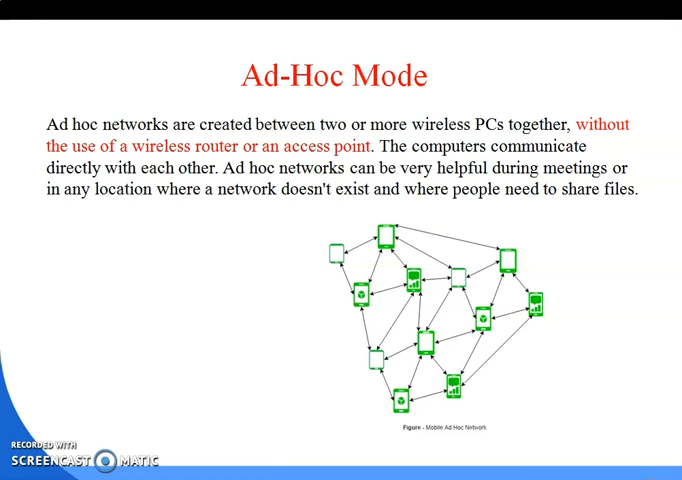 Ad-Hoc Mode
Ad hoc networks are created between two or more wireless PCs together, without
the use of a wireless router or an access point. The computers communicate
directly with each other. Ad hoc networks can be very helpful during meetings or
in any location where a network doesn't exist and where people need to share files.
Figure - Mobile Ad Hoc Network
RECORDED WITH
SCREENCAST MATIC